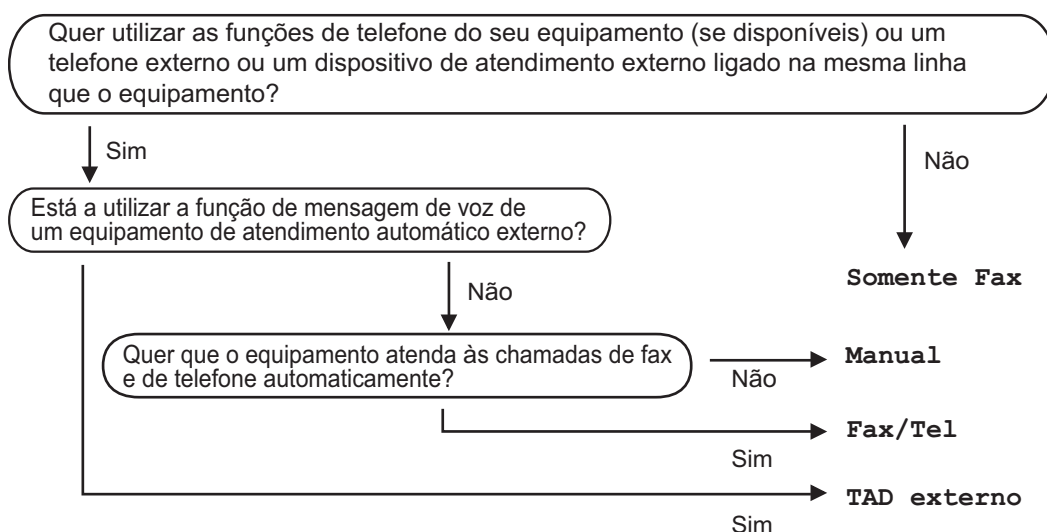 Quer utilizar as funções de telefone do seu equipamento (se disponíveis) ou um
telefone externo ou um dispositivo de atendimento externo ligado na mesma linha
que o equipamento?
Sim
Não
Está a utilizar a função de mensagem de voz de
um equipamento de atendimento automático externo?
Somente Fax
Não
Quer que o equipamento atenda às chamadas de fax
e de telefone automaticamente?
Não
Manual
Sim
Fax/Tel
Sim
TAD externo